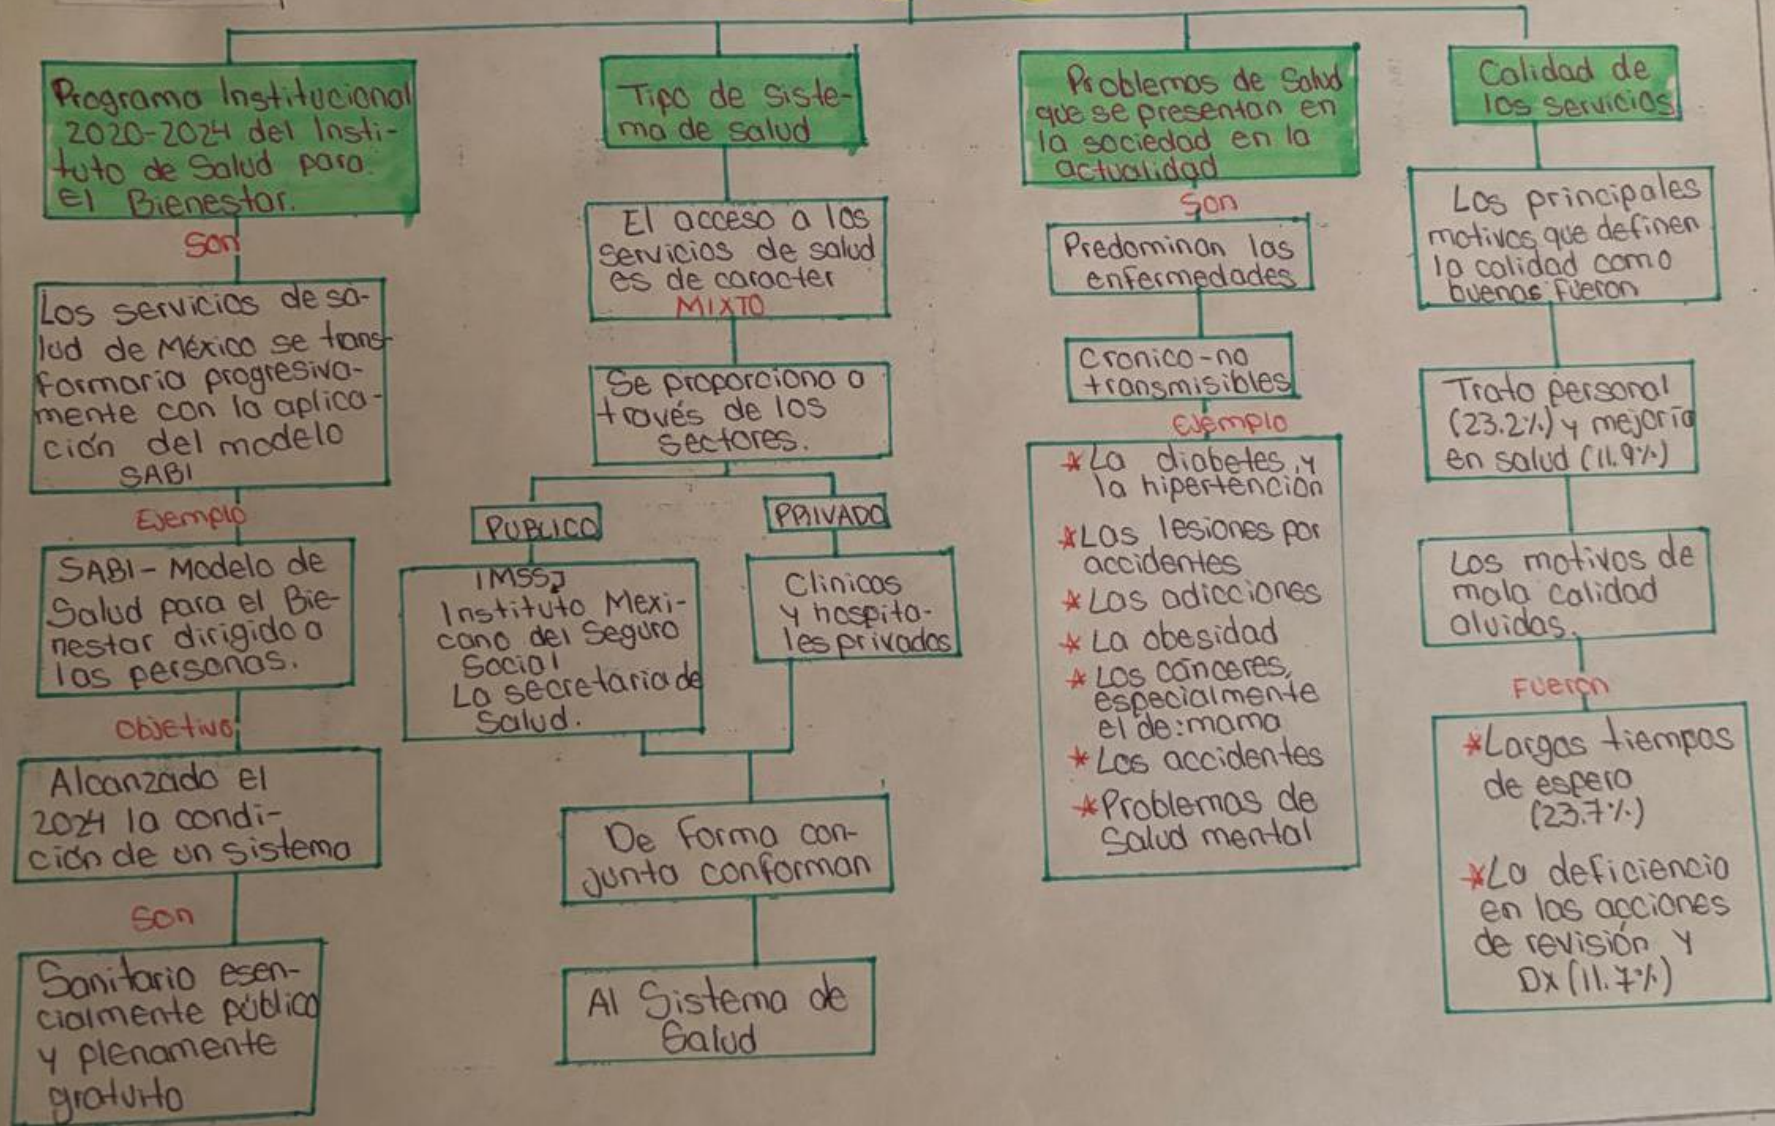 Programa Institucional
2020-2024 del Insti-
tuto de Salud para
El Bienestar.
Son
Los servicios de sa-
lud de México se trans-
formaria progresiva-
mente con la aplica-
ción del modelo
SABI
Ejemplo
SABI- Modelo de
Salud para el Bie-
nestar dirigido a
las personas.
Objetivo
Alcanzado el
2024 la condi-
ción de un sistema
Son
Sanitario esen-
cialmente público
y plenamente
gratuito
Tipo de siste-
ma de salud
El acceso a los
servicios de salud
es de caracter
MIXTO
Se proporciona a
través de los
sectores.
PUBLICO
IMSS,
Instituto Mexi-
cano del Seguro
Social
La secretaria de
Salud.
PRIVADO
Clinicas
y hospita-
les privados
De forma con-
junta conforman
Al Sistema de
Salud
Problemas de Salud
que se presentan en
la sociedad en la
actualidad
Son
Predominan las
enfermedades
Cronico-no
transmisibles
Ejemplo
*La diabetes y
la hipertención
*Las lesiones por
accidentes
*Las adicciones
*La obesidad
*Los cánceres,
especialmente
el de: mama
*Los accidentes
*Problemas de
Salud mental
Calidad de
los servicios
Los principales
motivos que definen
la calidad como
buenas fueron
Trato personal
(23.2%) y mejoría
en salud (11.9%)
Los motivos de
mala calidad
aluidas.
Fueron
*Largos tiempos
de espera
(23.7%)
*La deficiencia
en las acciones
de revisión y
DX (11.7%)